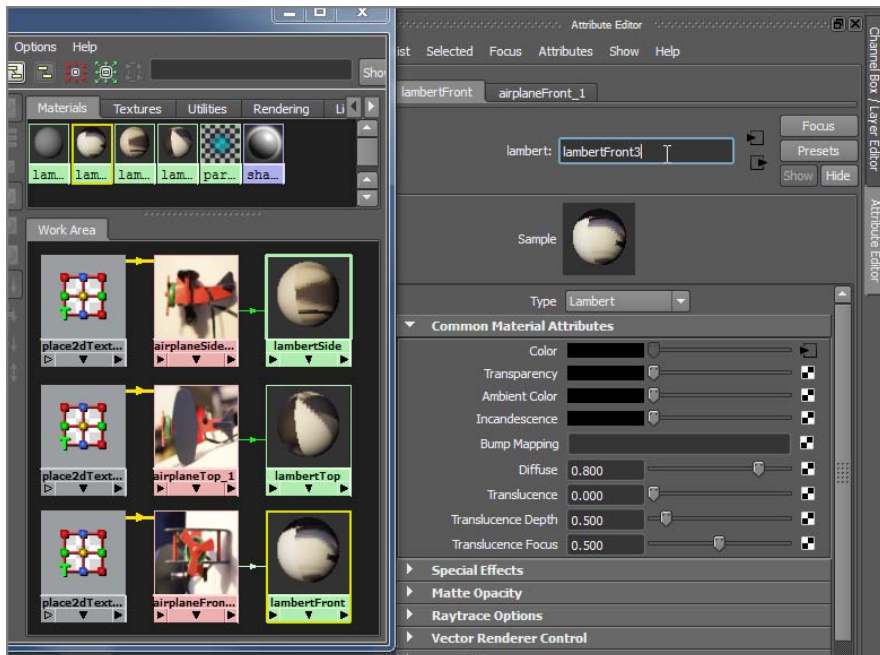 Options Help
Show
Materials Textures Utilities Rendering Li
lam... lam... lam... lam... par... sha...
Work Area
place2dText... airplaneSide... lambertSide
place2dText... airplaneTop_1 lambertTop
place2dText... airplaneFron... lambertFront
Attribute Editor
ist Selected Focus Attributes Show Help
lambertFront airplaneFront_1
lambert: lambertFront3
Focus
Presets
Show Hide
Sample
Type Lambert
Common Material Attributes
Color
Transparency
Ambient Color
Incandescence
Bump Mapping
Diffuse 0.800
Translucence 0.000
Translucence Depth 0.500
Translucence Focus 0.500
Special Effects
Matte Opacity
Raytrace Options
Vector Renderer Control
Channel Box / Layer Editor
Attribute Editor